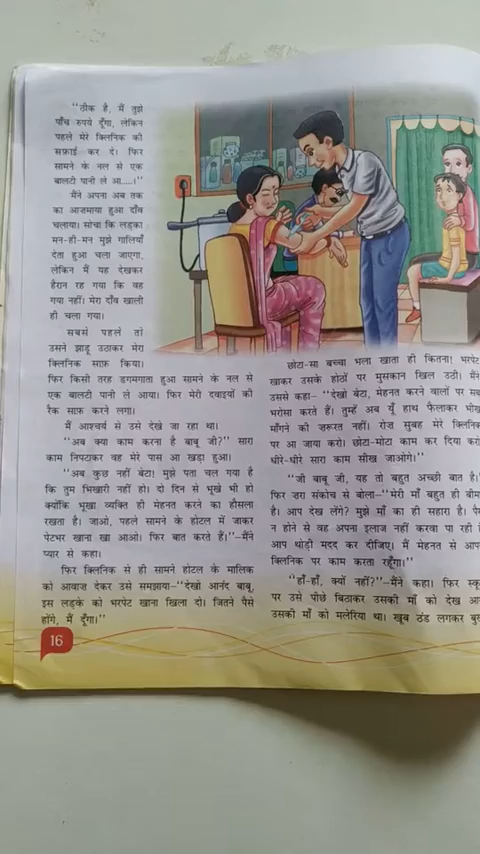 "ठीक है, मैं तुझे
पाँच रुपये दूँगा, लेकिन
पहले मेरे क्लिनिक की
सफ़ाई कर दे। फिर
सामने के नल से एक
बाल्टी पानी ले आ.....।"
मैंने अपना अब तक
का आज़माया हुआ दाँव
चलाया। सोचा कि लड़का
मन-ही-मन मुझे गालियाँ
देता हुआ चला जाएगा,
लेकिन मैं यह देखकर
हैरान रह गया कि वह
गया नहीं। मेरा दाँव खाली
ही चला गया।
सबसे पहले तो
उसने झाड़ू उठाकर मेरा
क्लिनिक साफ़ किया।
फिर किसी तरह डगमगाता हुआ सामने के नल से
एक बाल्टी पानी ले आया। फिर मेरी दवाइयों की
रैक साफ़ करने लगा।
मैं आश्चर्य से उसे देखे जा रहा था।
"अब क्या काम करना है बाबू जी?" सारा
काम निपटाकर वह मेरे पास आ खड़ा हुआ।
"अब कुछ नहीं बेटा! मुझे पता चल गया है
कि तुम भिखारी नहीं हो। दो दिन से भूखे भी हो
क्योंकि भूखा व्यक्ति ही मेहनत करने का हौसला
रखता है। जाओ, पहले सामने के होटल में जाकर
पेटभर खाना खा आओ। फिर बात करते हैं।"–मैंने
प्यार से कहा।
फिर क्लिनिक से ही सामने होटल के मालिक
को आवाज़ देकर उसे समझाया–"देखो आनंद बाबू,
इस लड़के को भरपेट खाना खिला दो। जितने पैसे
होंगे, मैं दूँगा।"
छोटा-सा बच्चा भला खाता ही कितना! भरपेट
खाकर उसके होठों पर मुसकान खिल उठी। मैंने
उससे कहा– "देखो बेटा, मेहनत करने वालों पर सब
भरोसा करते हैं। तुम्हें अब यूँ हाथ फैलाकर भीख
माँगने की ज़रूरत नहीं। रोज़ सुबह मेरे क्लिनिक
पर आ जाया करो। छोटा-मोटा काम कर दिया करो
धीरे-धीरे सारा काम सीख जाओगे।"
"जी बाबू जी, यह तो बहुत अच्छी बात है।"
फिर ज़रा संकोच से बोला–"मेरी माँ बहुत ही
है। आप देख लेंगे? मुझे माँ का ही सहारा है।
न होने से वह अपना इलाज नहीं करवा पा रही
आप थोड़ी मदद कर दीजिए। मैं मेहनत से
क्लिनिक पर काम करता रहूँगा।"
"हाँ-हाँ, क्यों नहीं?"–मैंने कहा। फिर
पर उसे पीछे बिठाकर उसकी माँ को देख
उसकी माँ को मलेरिया था। खूब ठंड लगकर
16